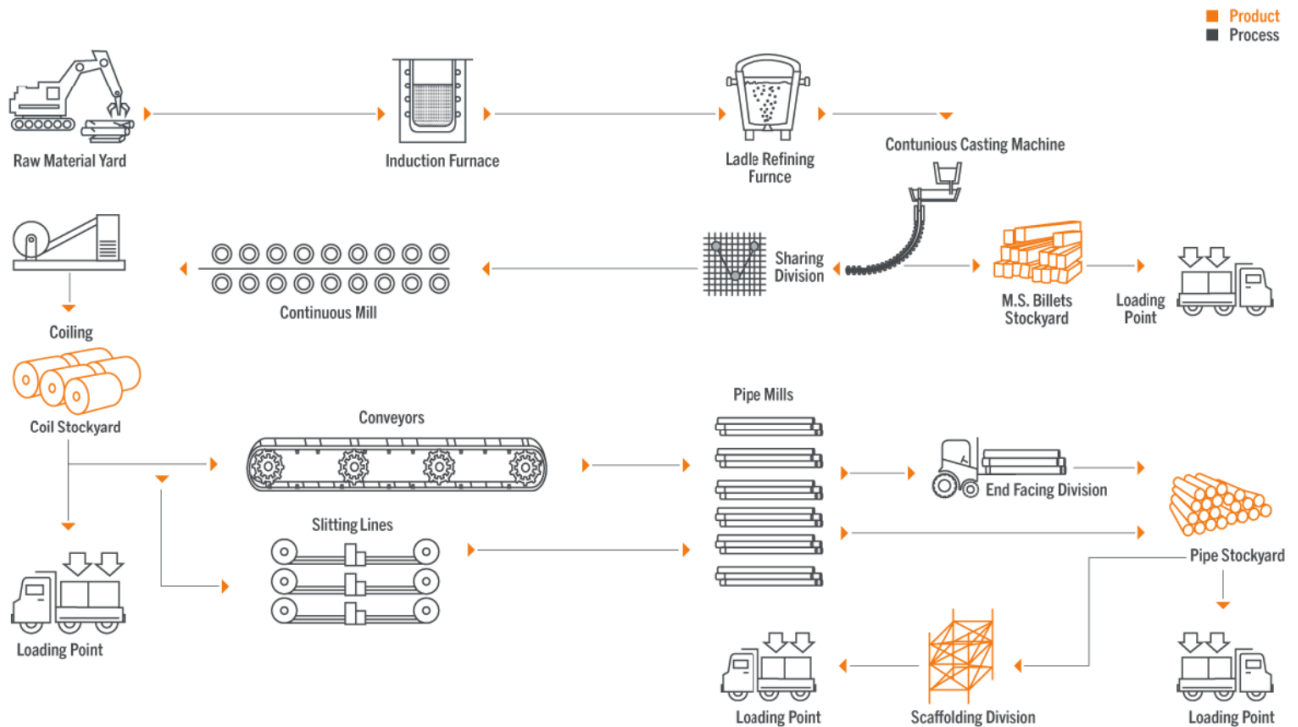 Product
Process
Raw Material Yard
Induction Furnace
Ladle Refining
Furnce
Contunious Casting Machine
Continuous Mill
Sharing
Division
M.S. Billets
Stockyard
Loading
Point
Coiling
Coil Stockyard
Conveyors
Pipe Mills
End Facing Division
Slitting Lines
Pipe Stockyard
Loading Point
Loading Point
Scaffolding Division
Loading Point